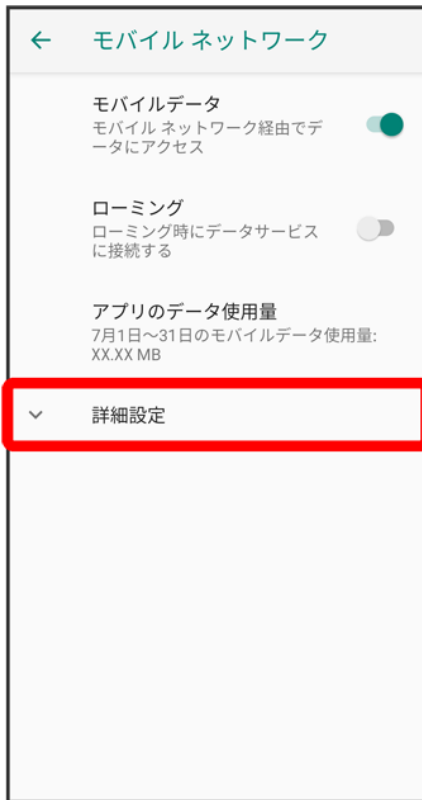 モバイル ネットワーク
モバイルデータ
モバイル ネットワーク経由でデ
ータにアクセス
ローミング
ローミング時にデータサービス
に接続する
アプリのデータ使用量
7月1日～31日のモバイルデータ使用量:
XX.XX MB
詳細設定